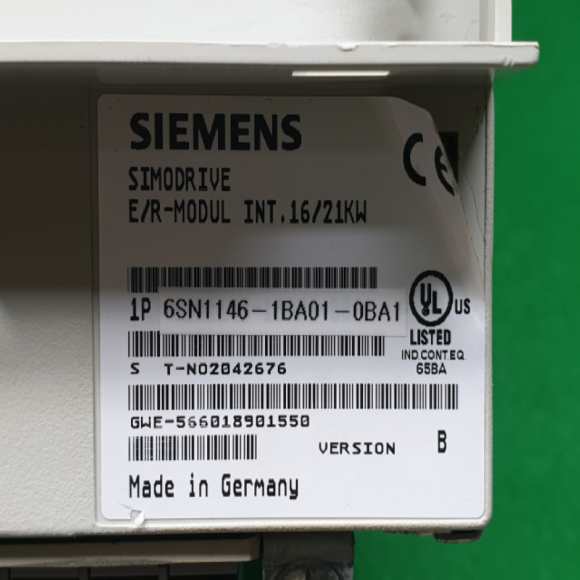 SIEMENS
CE
SIMODRIVE
E/R-MODUL INT.16/21KW
1P 6SN1146-1BA01-0BA1
UL US
LISTED
IND.CONT.EQ.
65BA
S T-NO2042676
GWE-566018901550
VERSION B
Made in Germany